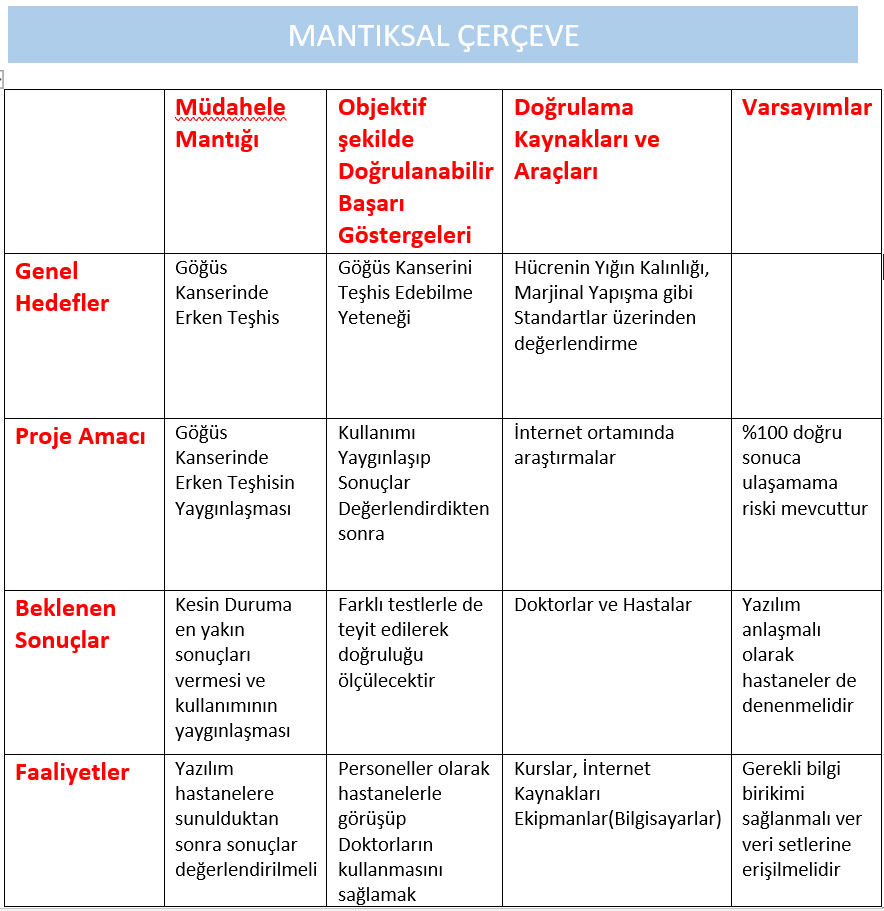 MANTIKSAL ÇERÇEVE
Müdahele
Mantığı
Objektif
şekilde
Doğrulanabilir
Başarı
Göstergeleri
Doğrulama
Kaynakları ve
Araçları
Varsayımlar
Genel
Hedefler
Göğüs
Kanserinde
Erken Teşhis
Göğüs Kanserini
Teşhis Edebilme
Yeteneği
Hücrenin Yığın Kalınlığı,
Marjinal Yapışma gibi
Standartlar üzerinden
değerlendirme
Proje Amacı
Göğüs
Kanserinde
Erken Teşhisin
Yaygınlaşması
Kullanımı
Yaygınlaşıp
Sonuçlar
Değerlendirdikten
sonra
İnternet ortamında
araştırmalar
%100 doğru
sonuca
ulaşamama
riski mevcuttur
Beklenen
Sonuçlar
Kesin Duruma
en yakın
sonuçları
vermesi ve
kullanımının
yaygınlaşması
Farklı testlerle de
teyit edilerek
doğruluğu
ölçülecektir
Doktorlar ve Hastalar
Yazılım
anlaşmalı
olarak
hastaneler de
denenmelidir
Faaliyetler
Yazılım
hastanelere
sunulduktan
sonra sonuçlar
değerlendirilmeli
Personeller olarak
hastanelerle
görüşüp
Doktorların
kullanmasını
sağlamak
Kurslar, İnternet
Kaynakları
Ekipmanlar(Bilgisayarlar)
Gerekli bilgi
birikimi
sağlanmalı ver
veri setlerine
erişilmelidir